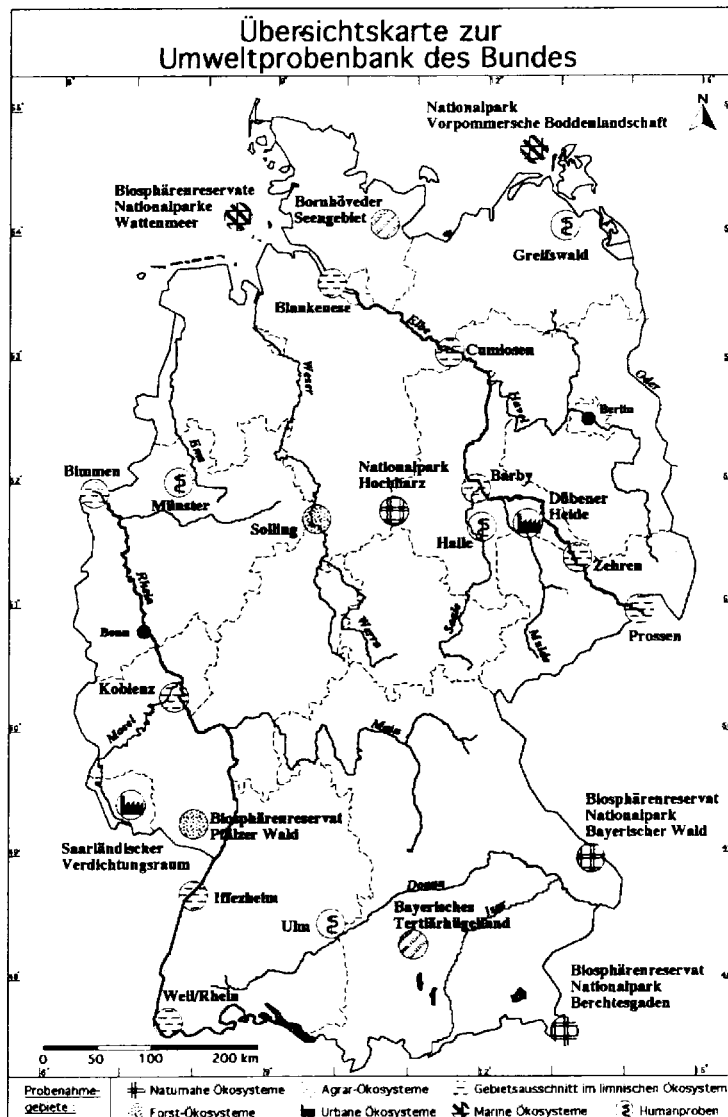 Übersichtskarte zur
Umweltprobenbank des Bundes
Nationalpark
Vorpommersche Boddenlandschaft
N
Biosphärenreservate
Nationalparke
Wattenmeer
Bornhöveder
Seengebiet
Greifswald
Blankenese
Elbe
Cumlosen
Weser
Havel
Oder
Berlin
Ems
Bimmen
Münster
Nationalpark
Hochharz
Barby
Dübener
Heide
Solling
Halle
Zehren
Rhein
Bonn
Werra
Saale
Mulde
Prossen
Koblenz
Mosel
Main
Biosphärenreservat
Nationalpark
Bayerischer Wald
Biosphärenreservat
Pfälzer Wald
Saarländischer
Verdichtungsraum
Iffezheim
Donau
Isar
Bayerisches
Tertiärhügelland
Ulm
Weil/Rhein
Biosphärenreservat
Nationalpark
Berchtesgaden
0 50 100 200 km
Probenahme-
gebiete :
Naturnahe Ökosysteme
Agrar-Ökosysteme
Gebietsausschnitt im limnischen Ökosystem
Forst-Ökosysteme
Urbane Ökosysteme
Marine Ökosysteme
Humanproben